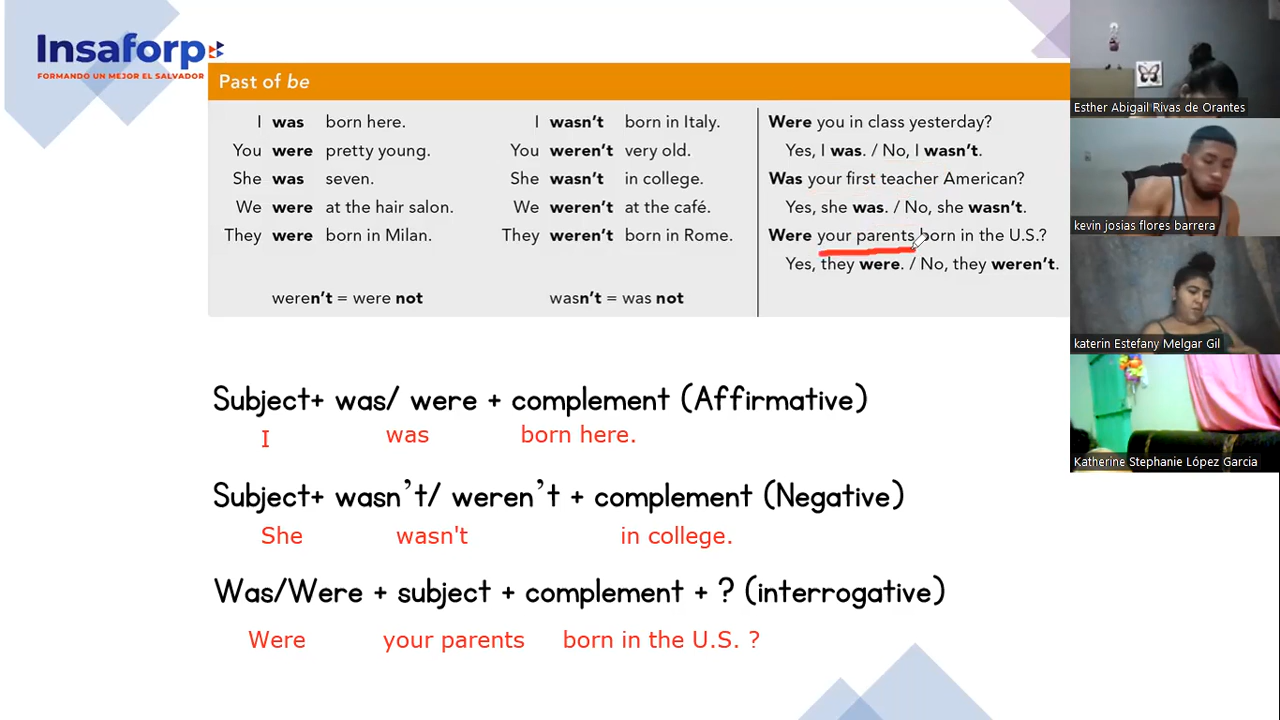 Insaforp
FORMANDO UN MEJOR EL SALVADOR
Past of be
I was born here.
You were pretty young.
She was seven.
We were at the hair salon.
They were born in Milan.
weren't = were not
I wasn't born in Italy.
You weren't very old.
She wasn't in college.
We weren't at the café.
They weren't born in Rome.
wasn't = was not
Were you in class yesterday?
Yes, I was. / No, I wasn't.
Was your first teacher American?
Yes, she was. / No, she wasn't.
Were your parents born in the U.S.?
Yes, they were. / No, they weren't.
Subject+ was/ were + complement (Affirmative)
I was born here.
Subject+ wasn't/ weren't + complement (Negative)
She wasn't in college.
Was/Were + subject + complement + ? (interrogative)
Were your parents born in the U.S. ?
Esther Abigail Rivas de Orantes
kevin josias flores barrera
katerin Estefany Melgar Gil
Katherine Stephanie López Garcia